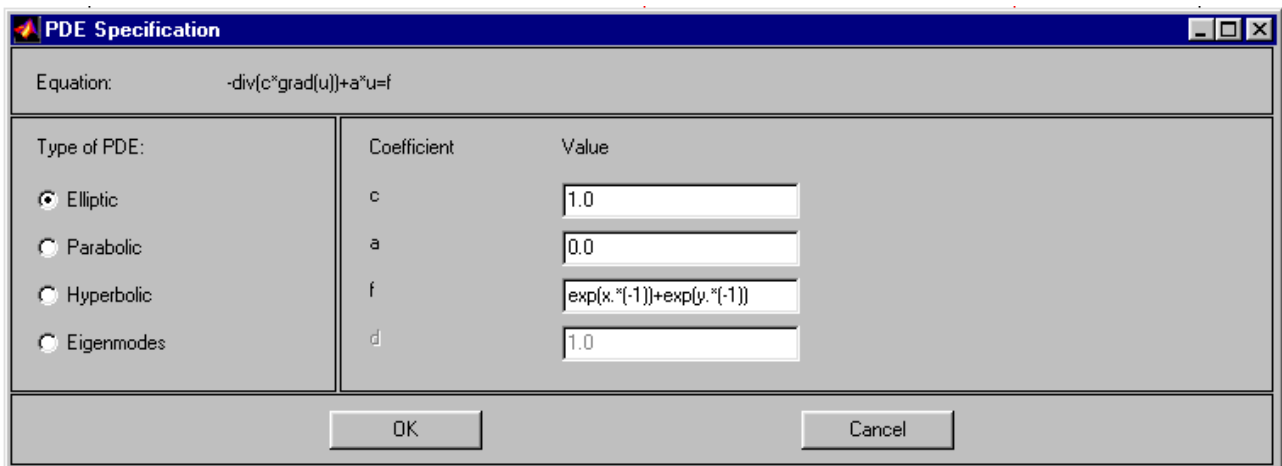 PDE Specification
Equation: -div(c*grad(u))+a*u=f
Type of PDE: Coefficient Value
Elliptic c 1.0
Parabolic a 0.0
Hyperbolic f exp(x.*(-1))+exp(y.*(-1))
Eigenmodes d 1.0
OK Cancel